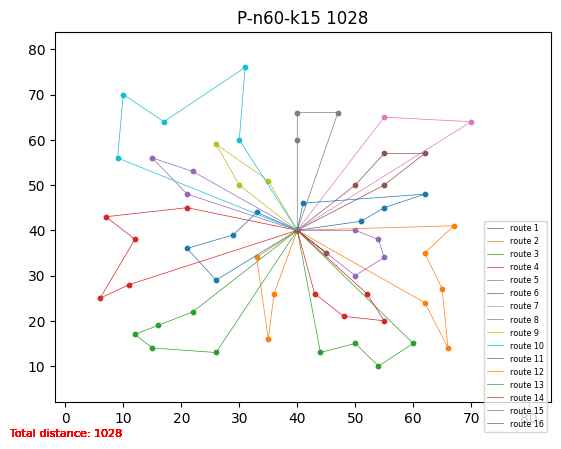 P-n60-k15 1028
80
70
60
50
40
30
20
10
0 10 20 30 40 50 60 70 80
route 1
route 2
route 3
route 4
route 5
route 6
route 7
route 8
route 9
route 10
route 11
route 12
route 13
route 14
route 15
route 16
Total distance: 1028